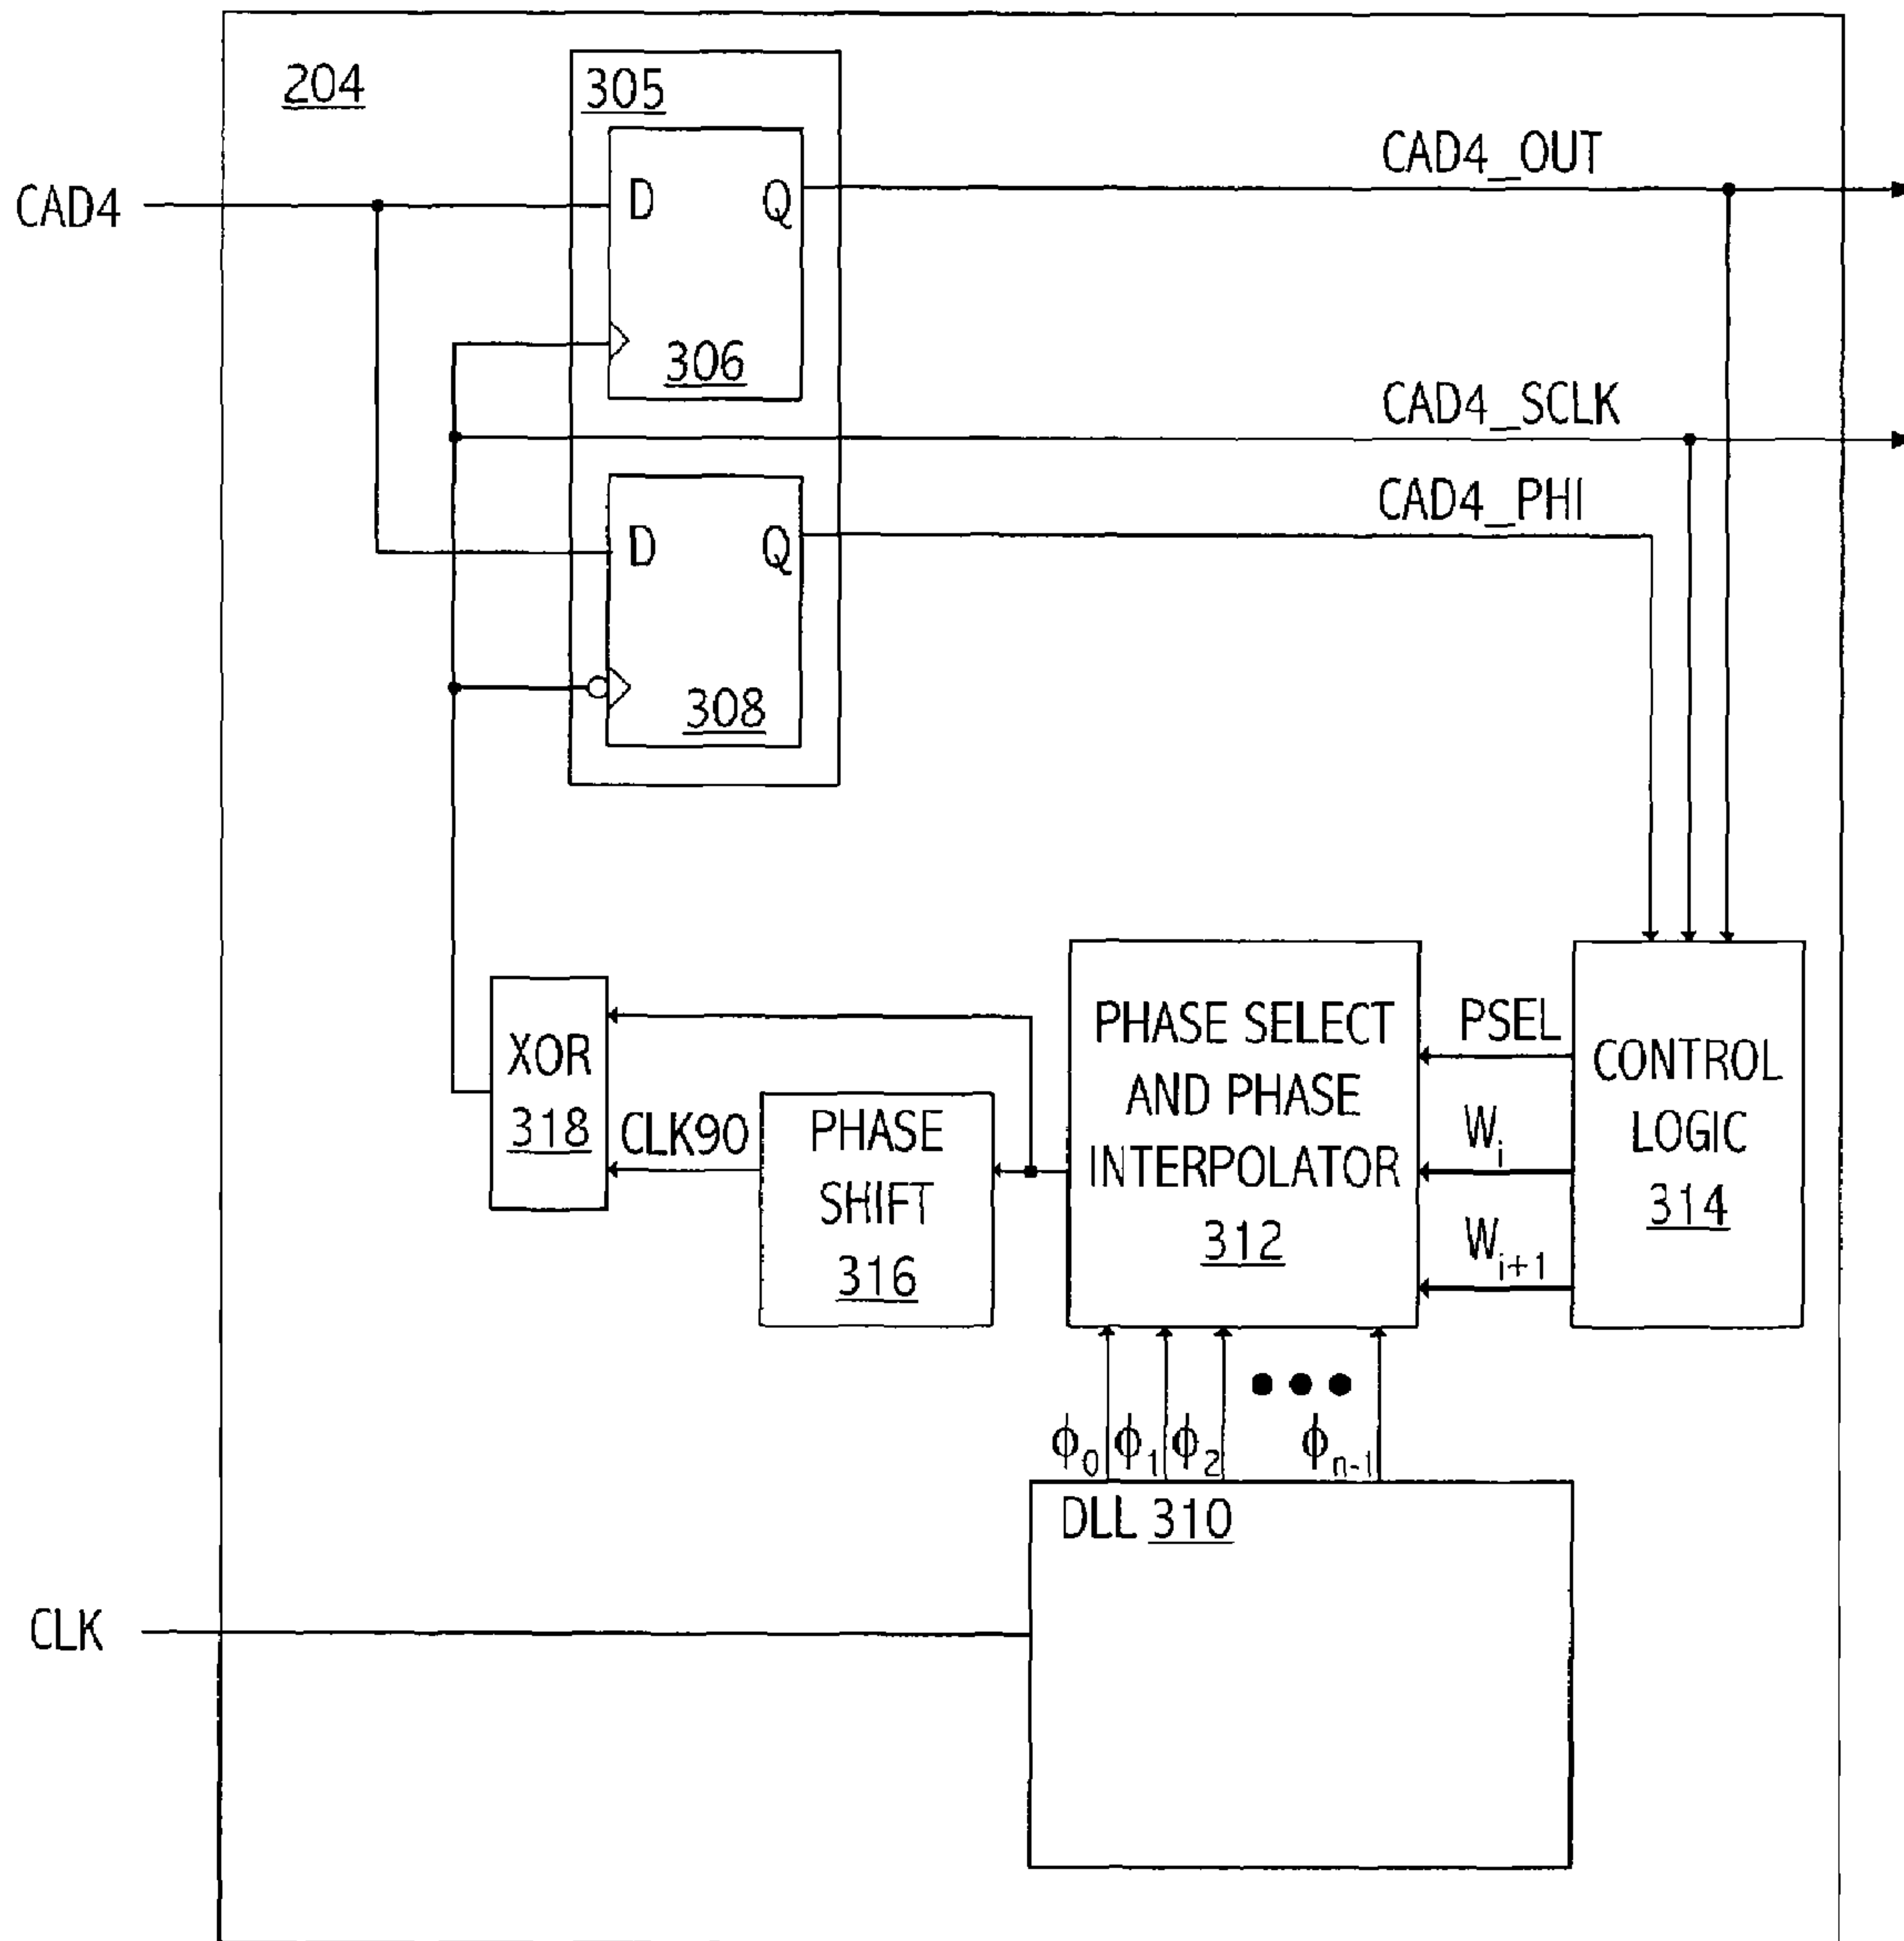 204
305
CAD4
D Q
306
CAD4_OUT
CAD4_SCLK
CAD4_PHI
D Q
308
XOR
318
CLK90
PHASE
SHIFT
316
PHASE SELECT
AND PHASE
INTERPOLATOR
312
PSEL
Wi
Wi+1
CONTROL
LOGIC
314
ϕ0 ϕ1 ϕ2 ••• ϕn-1
DLL 310
CLK